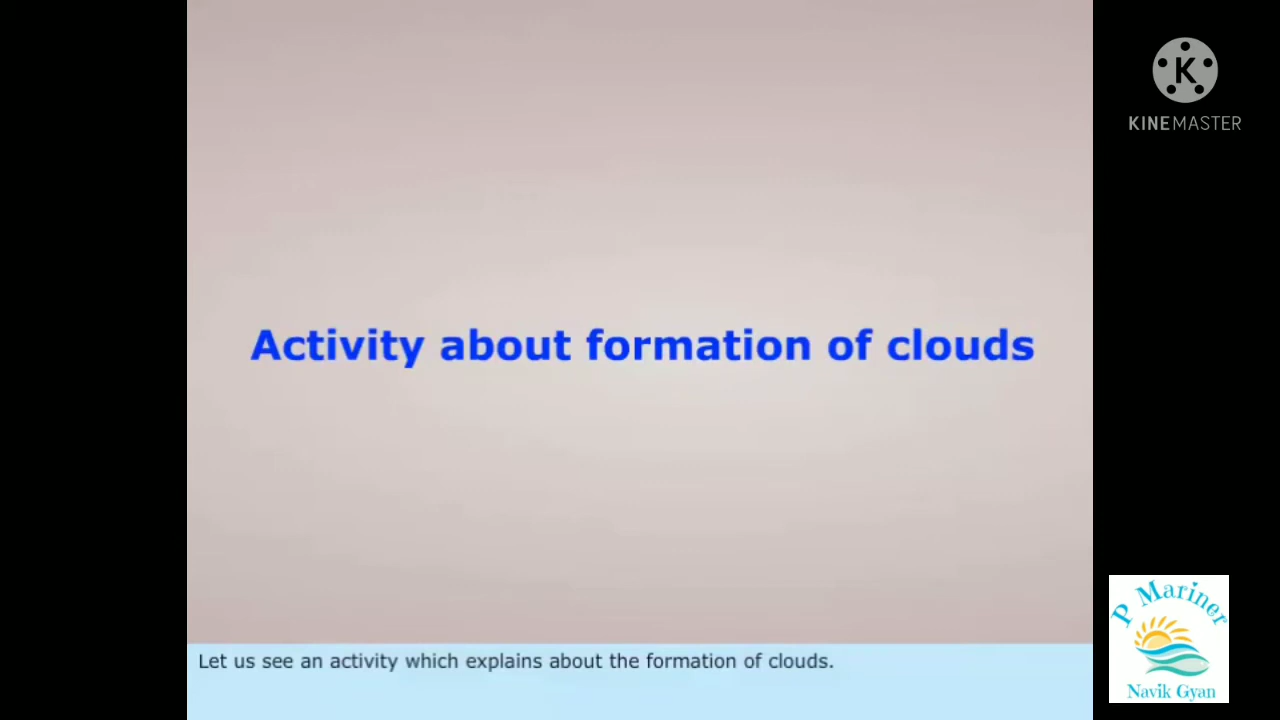 K
KINEMASTER
Activity about formation of clouds
Let us see an activity which explains about the formation of clouds.
P Mariner
Navik Gyan